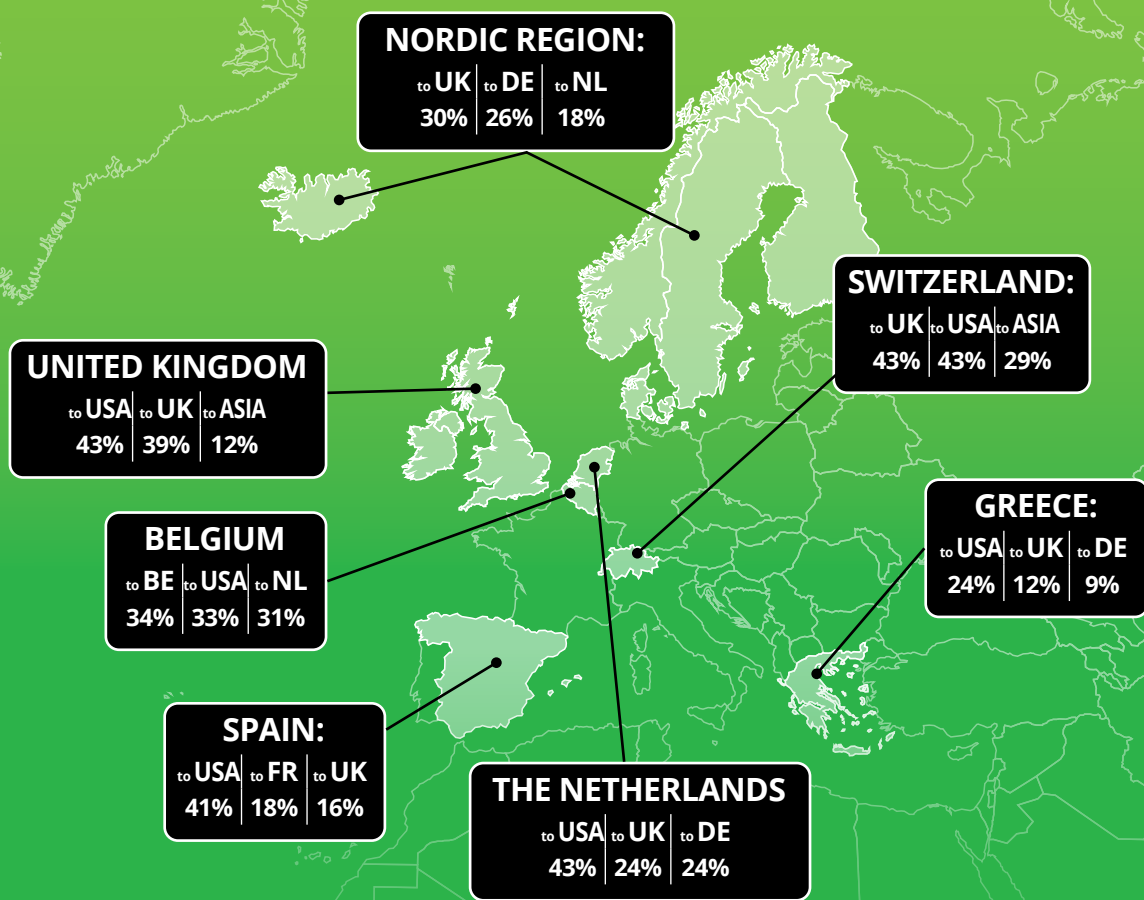 NORDIC REGION:
to UK to DE to NL
30% 26% 18%
SWITZERLAND:
to UK to USA to ASIA
43% 43% 29%
UNITED KINGDOM
to USA to UK to ASIA
43% 39% 12%
GREECE:
to USA to UK to DE
24% 12% 9%
BELGIUM
to BE to USA to NL
34% 33% 31%
SPAIN:
to USA to FR to UK
41% 18% 16%
THE NETHERLANDS
to USA to UK to DE
43% 24% 24%